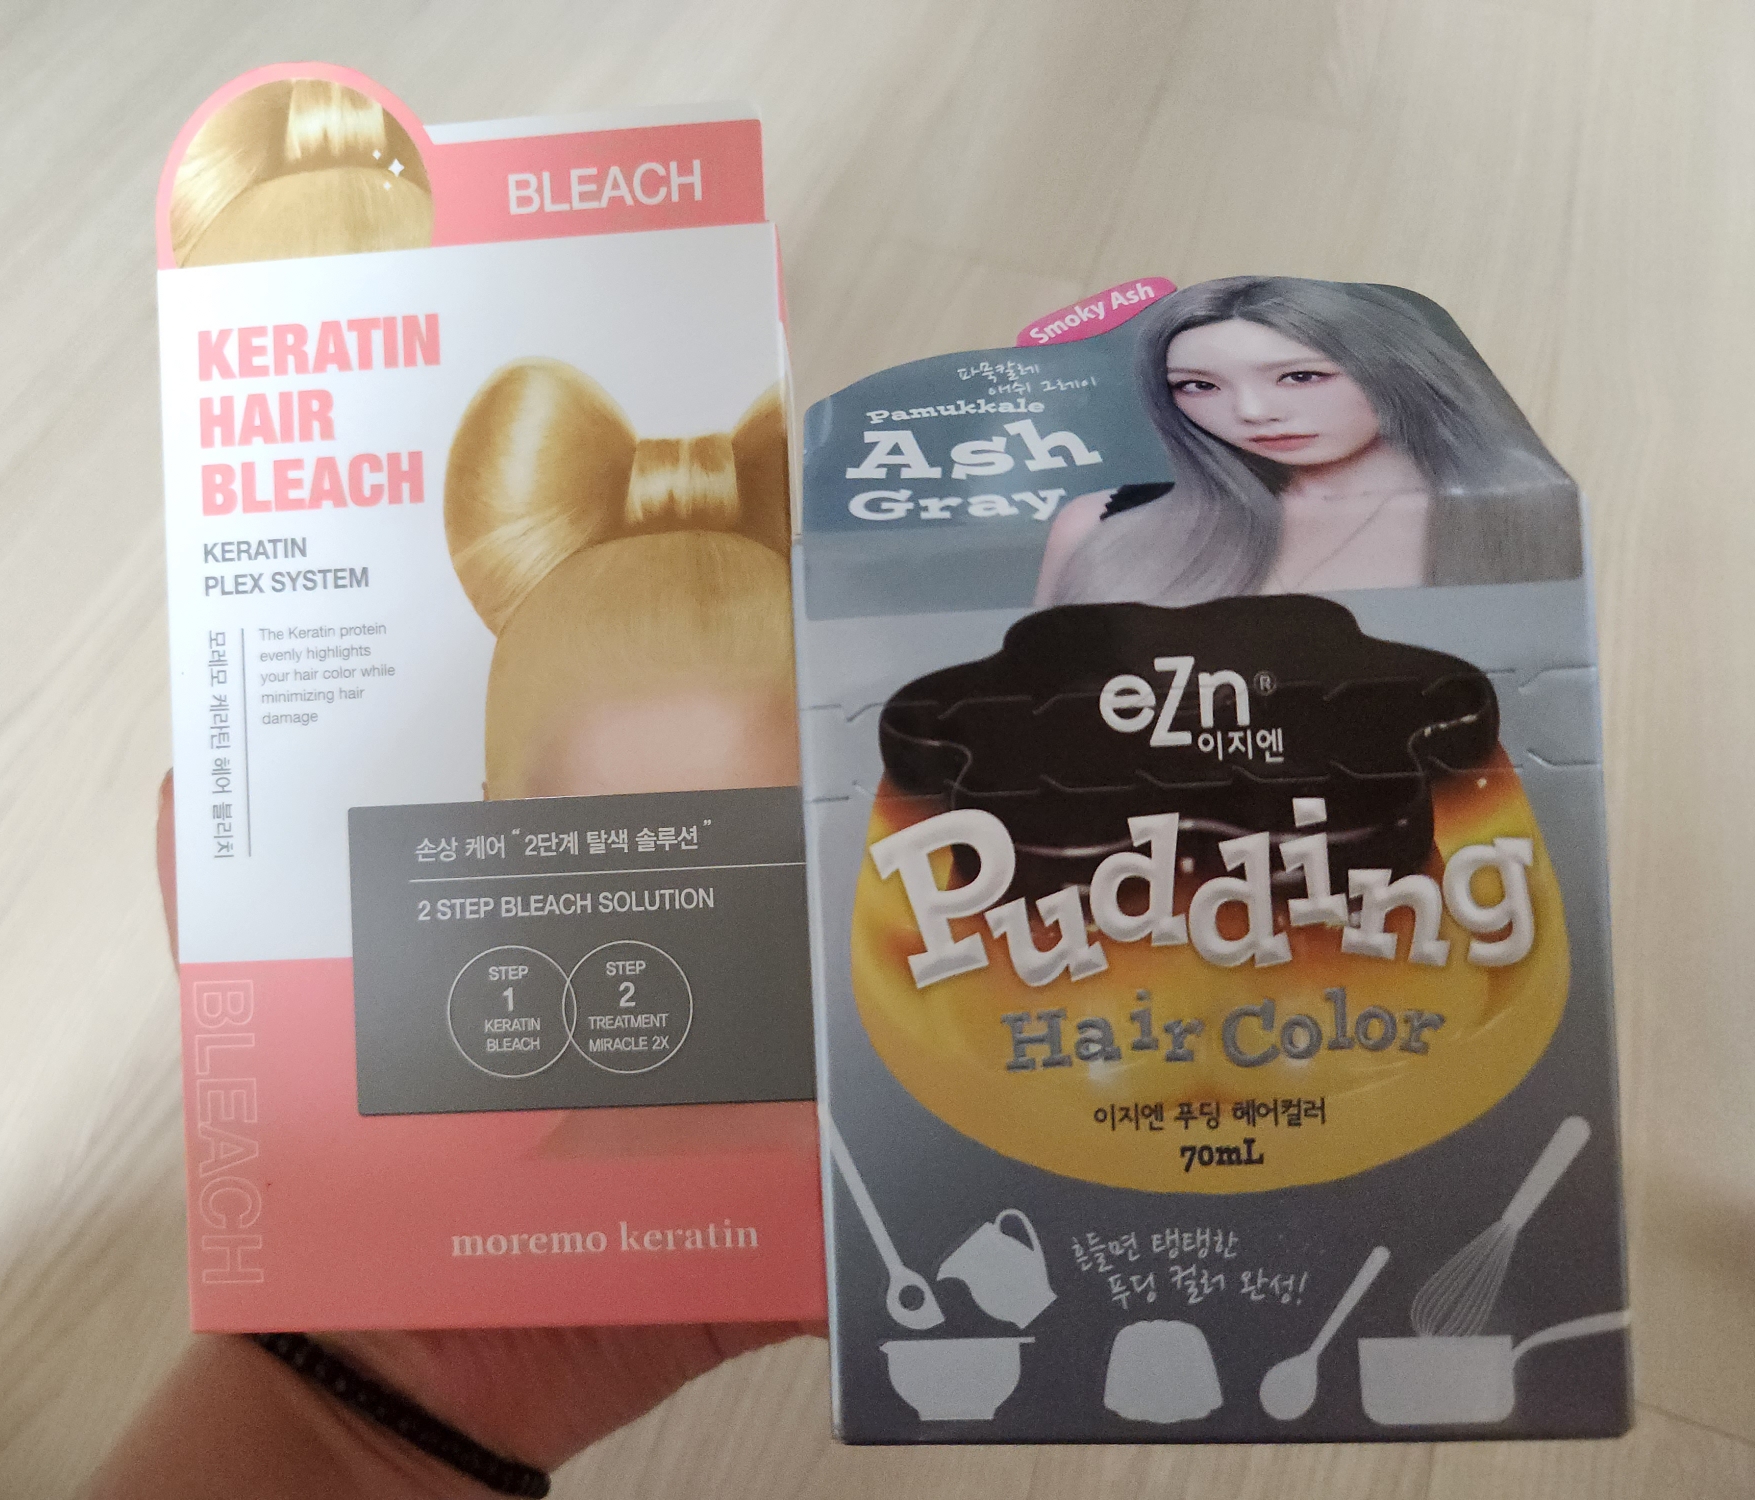 BLEACH
KERATIN
HAIR
BLEACH
KERATIN
PLEX SYSTEM
모레모 케라틴 헤어 블리치
The Keratin protein
evenly highlights
your hair color while
minimizing hair
damage
손상 케어 “2단계 탈색 솔루션”
2 STEP BLEACH SOLUTION
STEP
1
KERATIN
BLEACH
STEP
2
TREATMENT
MIRACLE 2X
BLEACH
moremo keratin
Smoky Ash
파묵칼레
애쉬 그레이
Pamukkale
Ash
Gray
eZn®
이지엔
Pudding
Hair Color
이지엔 푸딩 헤어컬러
70mL
흔들면 탱탱한
푸딩 컬러 완성!